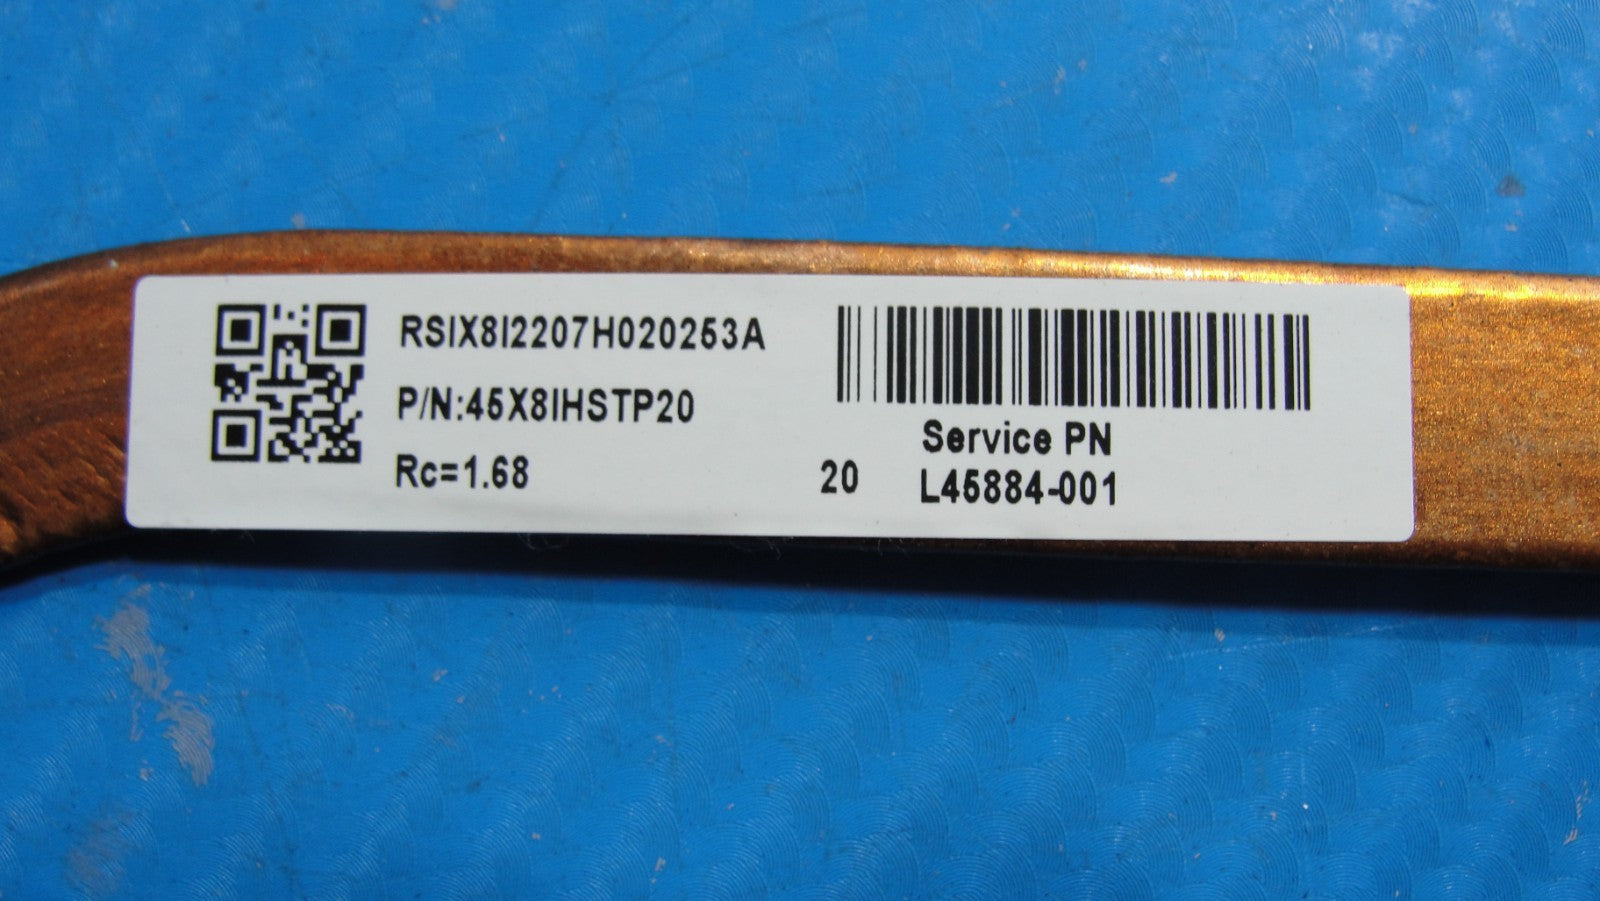 RSIX8I2207H020253A
P/N:45X8IHSTP20
Rc=1.68
Service PN
20 L45884-001